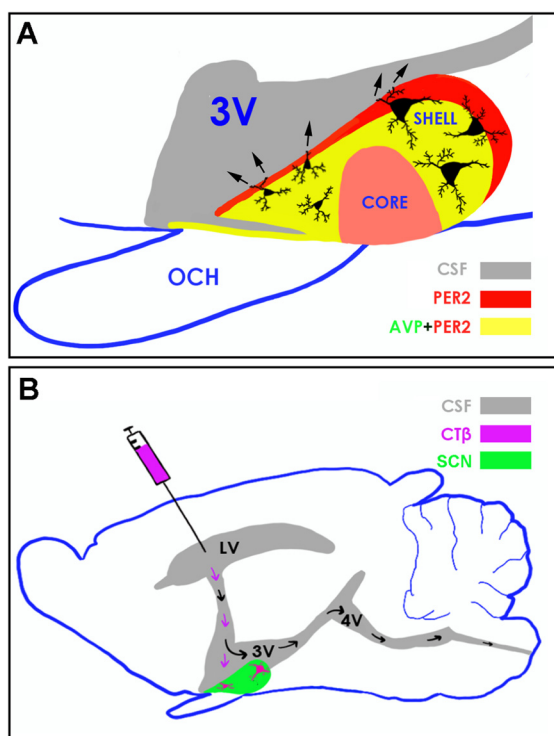 A
3V
SHELL
CORE
OCH
CSF
PER2
AVP+PER2
B
CSF
CTβ
SCN
LV
3V
4V